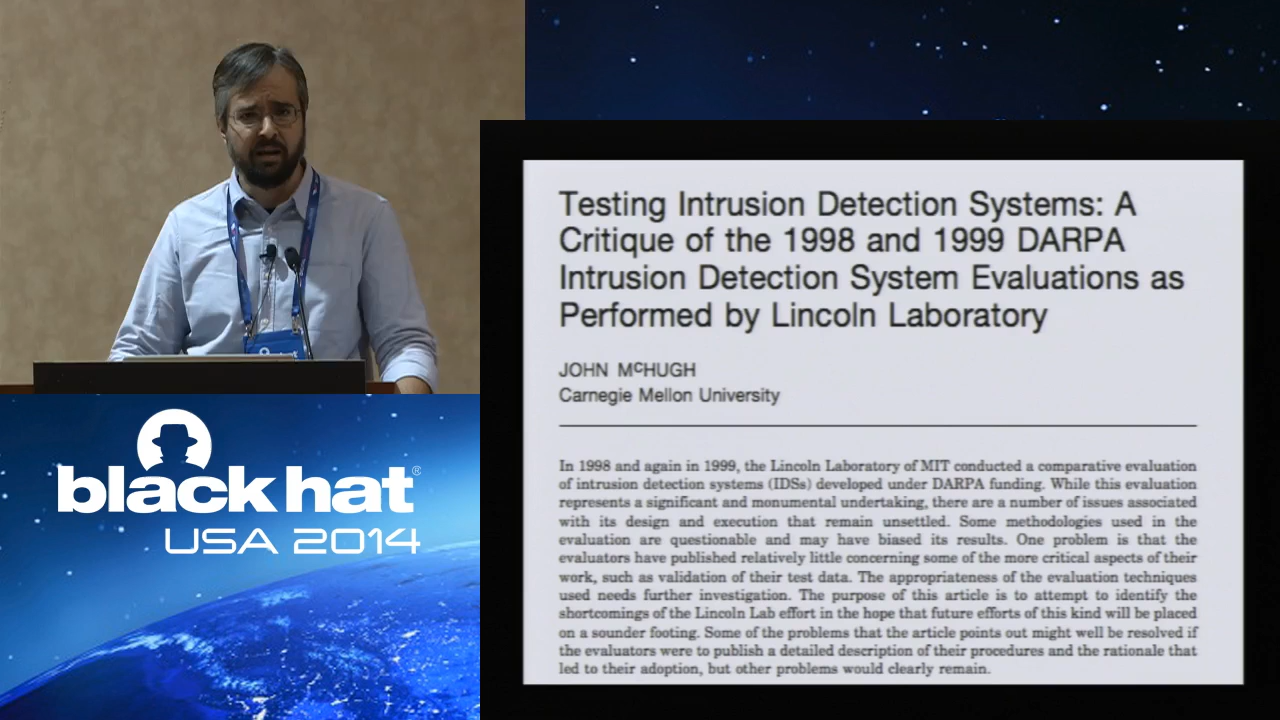 Testing Intrusion Detection Systems: A
Critique of the 1998 and 1999 DARPA
Intrusion Detection System Evaluations as
Performed by Lincoln Laboratory
JOHN McHUGH
Carnegie Mellon University
In 1998 and again in 1999, the Lincoln Laboratory of MIT conducted a comparative evaluation
of intrusion detection systems (IDSs) developed under DARPA funding. While this evaluation
represents a significant and monumental undertaking, there are a number of issues associated
with its design and execution that remain unsettled. Some methodologies used in the
evaluation are questionable and may have biased its results. One problem is that the
evaluators have published relatively little concerning some of the more critical aspects of their
work, such as validation of their test data. The appropriateness of the evaluation techniques
used needs further investigation. The purpose of this article is to attempt to identify the
shortcomings of the Lincoln Lab effort in the hope that future efforts of this kind will be placed
on a sounder footing. Some of the problems that the article points out might well be resolved if
the evaluators were to publish a detailed description of their procedures and the rationale that
led to their adoption, but other problems would clearly remain.
black hat®
USA 2014